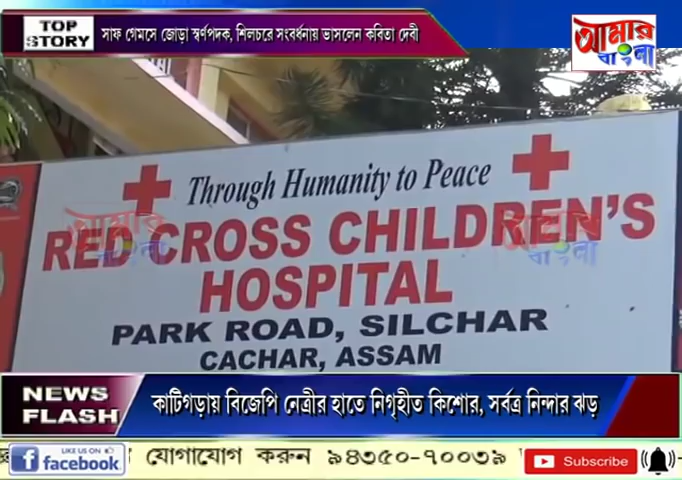 TOP
STORY
সাফ গেমসে জোড়া স্বর্ণপদক, শিলচরে সংবর্ধনায় ভাসলেন কবিতা দেবী
আমার
বাংলা
Through Humanity to Peace
RED CROSS CHILDREN'S
HOSPITAL
PARK ROAD, SILCHAR
CACHAR, ASSAM
আমার
বাংলা
আমার
বাংলা
NEWS
FLASH
কাটিগড়ায় বিজেপি নেত্রীর হাতে নিগৃহীত কিশোর, সর্বত্র নিন্দার ঝড়
LIKE US ON
facebook
যোগাযোগ করুন ৯৪৩৫০-৭০০৩৯
Subscribe